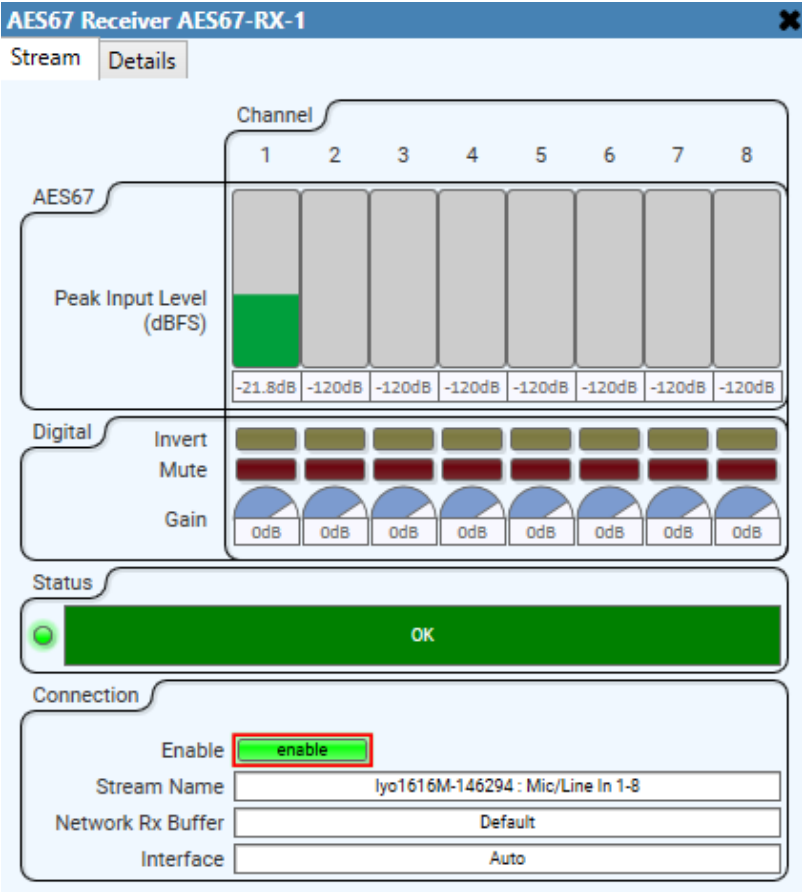 AES67 Receiver AES67-RX-1
Stream Details
Channel
1 2 3 4 5 6 7 8
AES67
Peak Input Level
(dBFS)
-21.8dB -120dB -120dB -120dB -120dB -120dB -120dB -120dB
Digital
Invert
Mute
Gain
0dB 0dB 0dB 0dB 0dB 0dB 0dB 0dB
Status
OK
Connection
Enable enable
Stream Name lyo1616M-146294 : Mic/Line In 1-8
Network Rx Buffer Default
Interface Auto